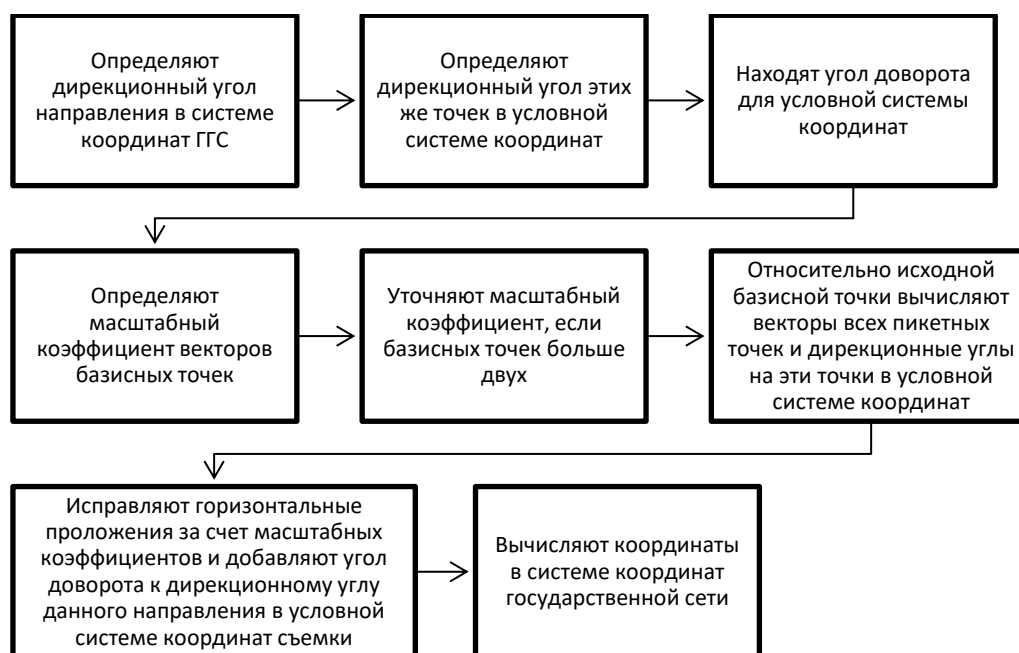 Определяют
дирекционный угол
направления в системе
координат ГГС
Определяют
дирекционный угол этих
же точек в условной
системе координат
Находят угол доворота
для условной системы
координат
Определяют
масштабный
коэффициент векторов
базисных точек
Уточняют масштабный
коэффициент, если
базисных точек больше
двух
Относительно исходной
базисной точки вычисляют
векторы всех пикетных
точек и дирекционные углы
на эти точки в условной
системе координат
Исправляют горизонтальные
проложения за счет масштабных
коэффициентов и добавляют угол
доворота к дирекционному углу
данного направления в условной
системе координат съемки
Вычисляют координаты
в системе координат
государственной сети